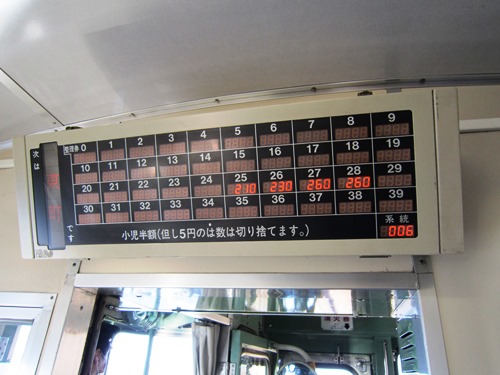 次は
です
整理券 0 1 2 3 4 5 6 7 8 9
10 11 12 13 14 15 16 17 18 19
20 21 22 23 24 25 26 27 28 29
210 230 260 260
30 31 32 33 34 35 36 37 38 39
小児半額(但し5円のは数は切り捨てます。)
系統
006